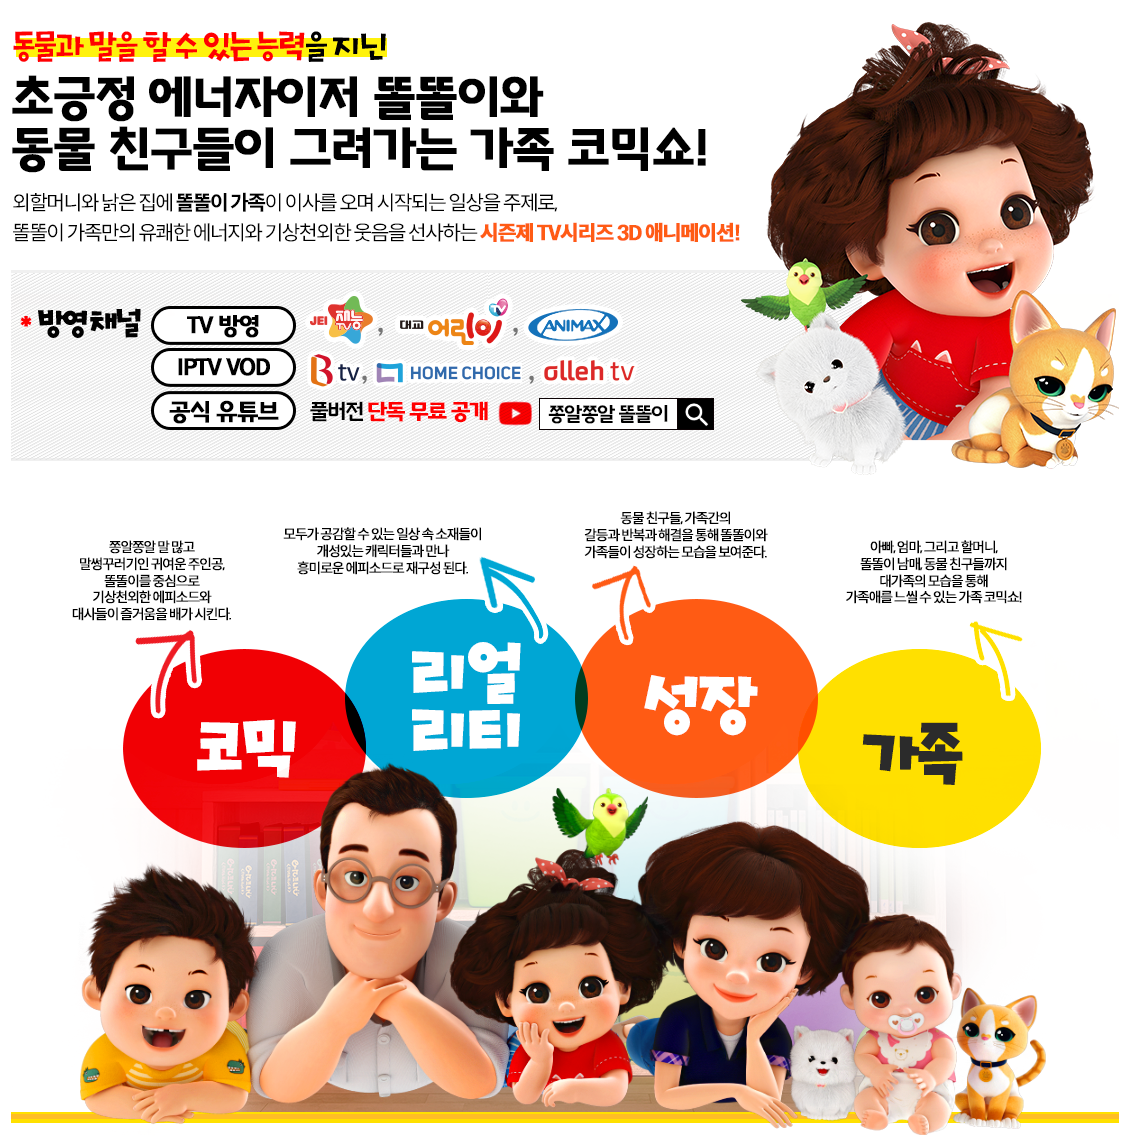 동물과 말을 할 수 있는 능력을 지닌
초긍정 에너자이저 똘똘이와
동물 친구들이 그려가는 가족 코믹쇼!
외할머니와 낡은 집에 똘똘이 가족이 이사를 오며 시작되는 일상을 주제로,
똘똘이 가족만의 유쾌한 에너지와 기상천외한 웃음을 선사하는 시즌제 TV시리즈 3D 애니메이션!
* 방영채널
TV 방영
JEI 재능TV, 대교 어린이TV, ANIMAX
IPTV VOD
B tv, HOME CHOICE, olleh tv
공식 유튜브
풀버전 단독 무료 공개 쫑알쫑알 똘똘이
쫑알쫑알 말 많고
말썽꾸러기인 귀여운 주인공,
똘똘이를 중심으로
기상천외한 에피소드와
대사들이 즐거움을 배가 시킨다.
모두가 공감할 수 있는 일상 속 소재들이
개성있는 캐릭터들과 만나
흥미로운 에피소드로 재구성 된다.
동물 친구들, 가족간의
갈등과 반복과 해결을 통해 똘똘이와
가족들이 성장하는 모습을 보여준다.
아빠, 엄마, 그리고 할머니,
똘똘이 남매, 동물 친구들까지
대가족의 모습을 통해
가족애를 느낄 수 있는 가족 코믹쇼!
코믹
리얼
리티
성장
가족